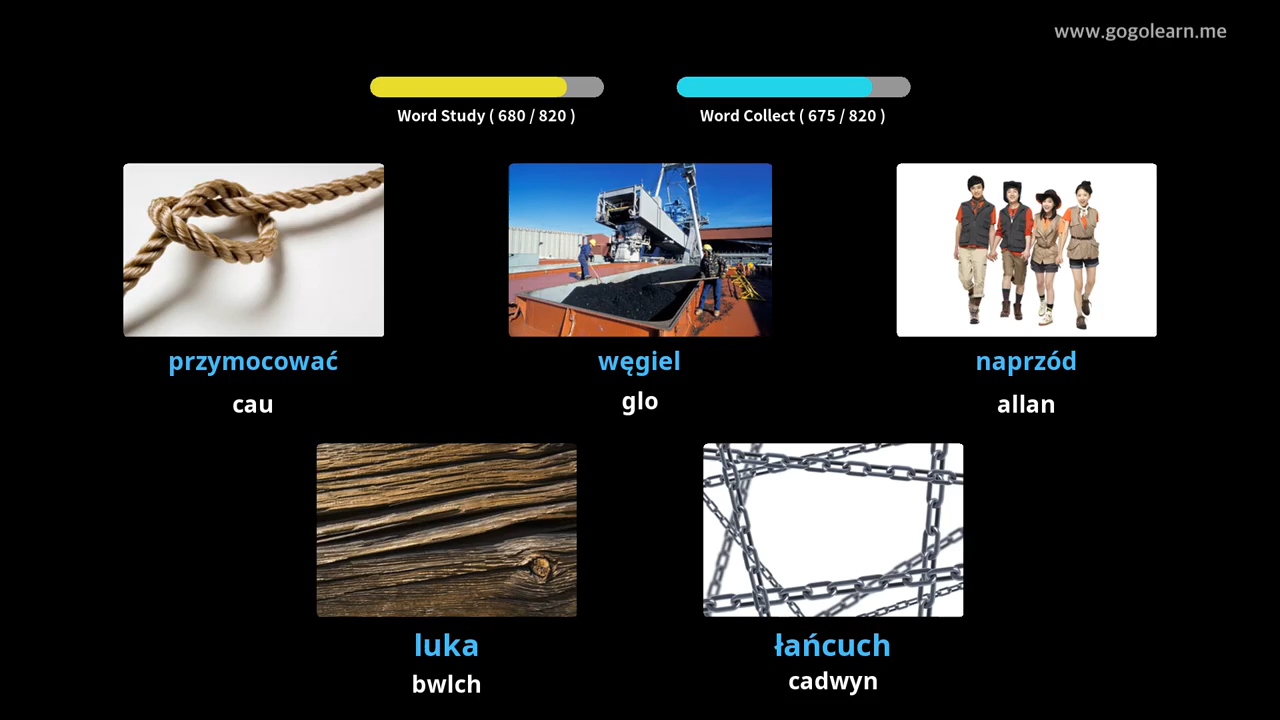 www.gogolearn.me
Word Study ( 680 / 820 )
Word Collect ( 675 / 820 )
przymocować
cau
węgiel
glo
naprzód
allan
luka
bwlch
łańcuch
cadwyn